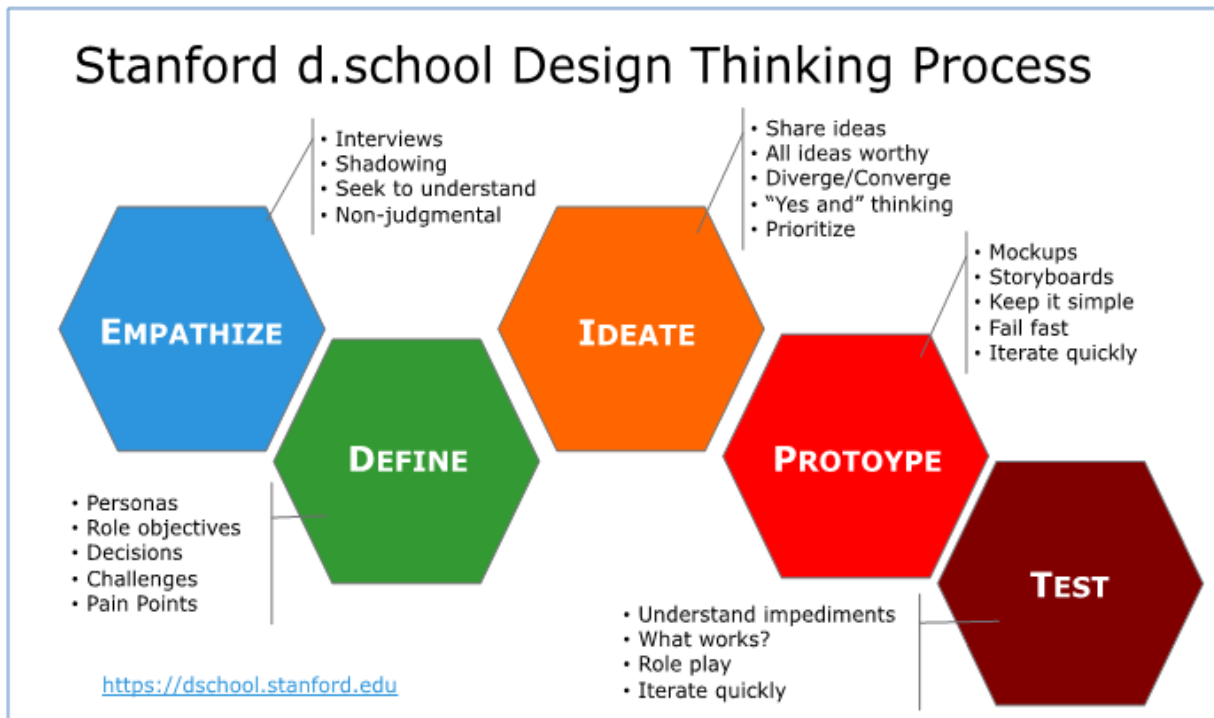 Stanford d.school Design Thinking Process
• Interviews
• Shadowing
• Seek to understand
• Non-judgmental
EMPATHIZE
• Personas
• Role objectives
• Decisions
• Challenges
• Pain Points
DEFINE
• Share ideas
• All ideas worthy
• Diverge/Converge
• “Yes and” thinking
• Prioritize
IDEATE
• Mockups
• Storyboards
• Keep it simple
• Fail fast
• Iterate quickly
PROTOYPE
• Understand impediments
• What works?
• Role play
• Iterate quickly
TEST
https://dschool.stanford.edu